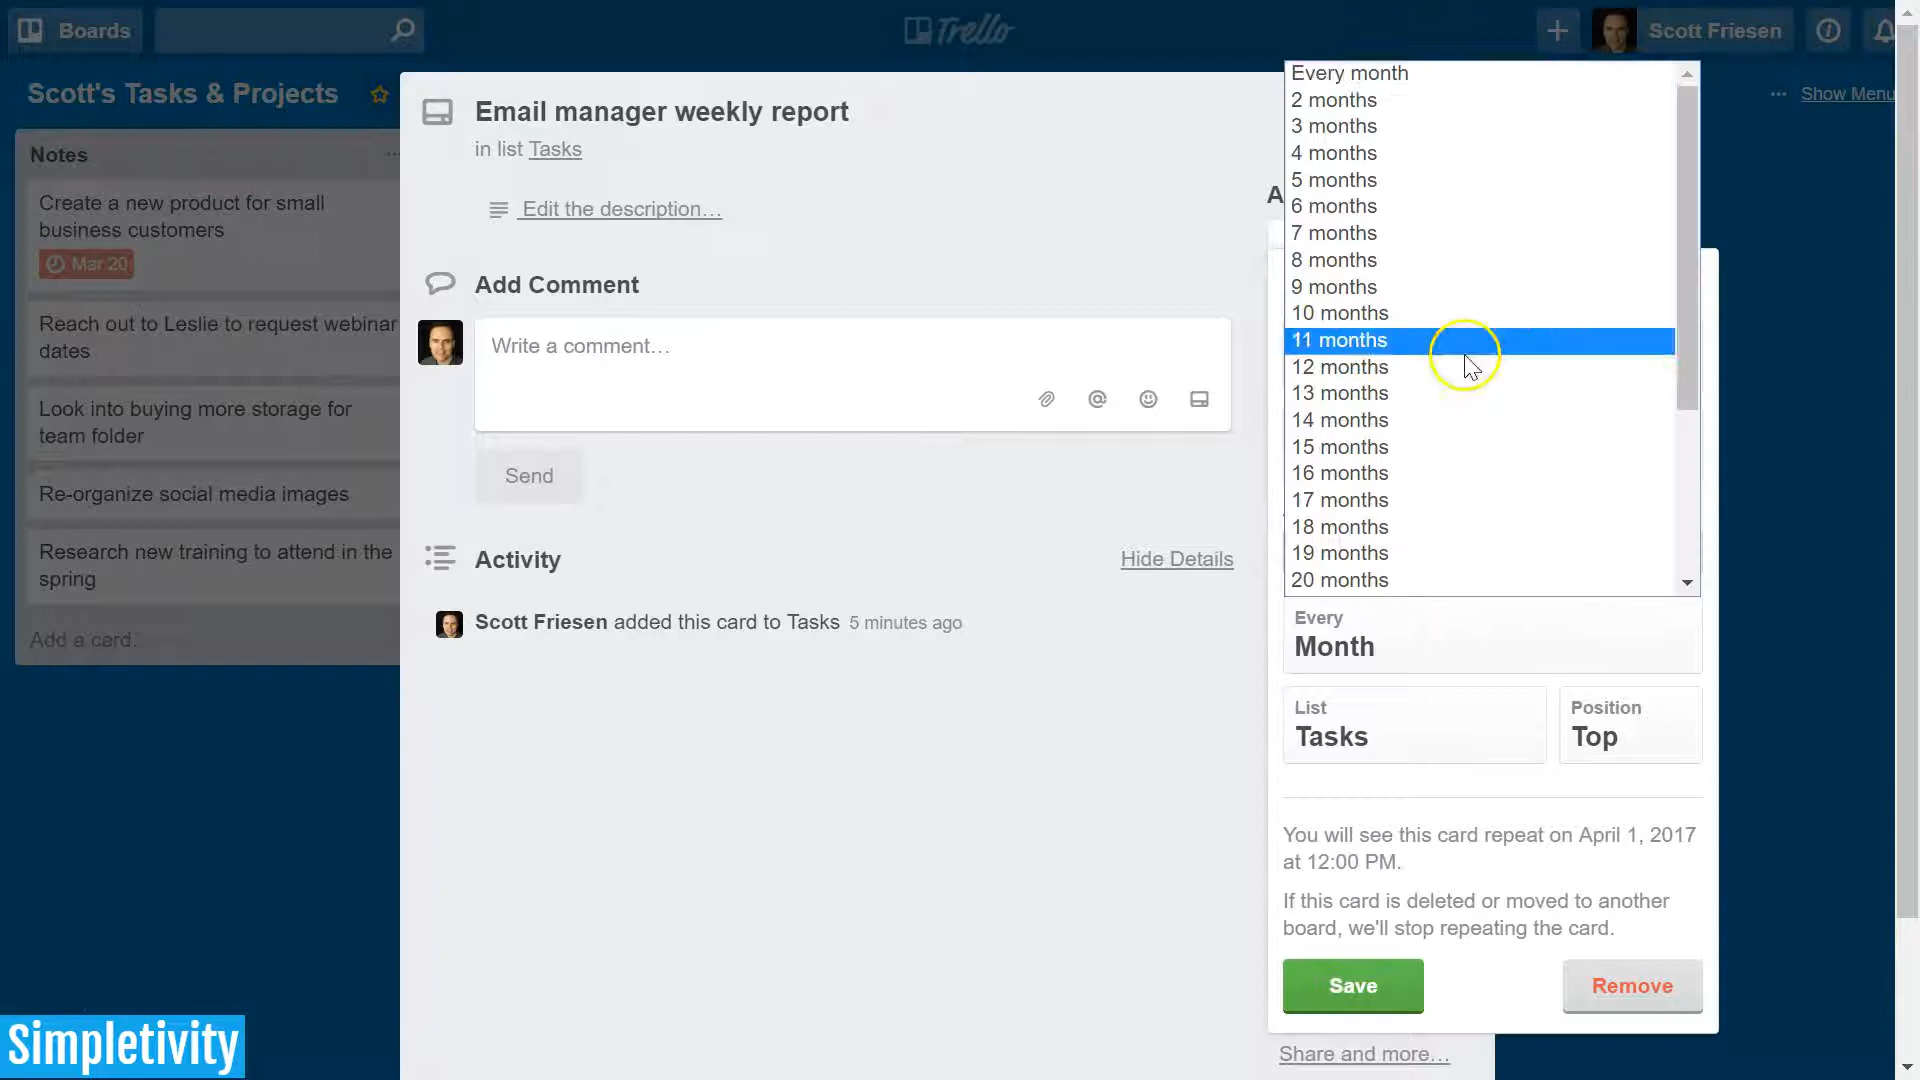 Boards
Trello
Scott Friesen
Scott's Tasks & Projects
Show Menu
Notes
Create a new product for small
business customers
Mar 20
Reach out to Leslie to request webinar
dates
Look into buying more storage for
team folder
Re-organize social media images
Research new training to attend in the
spring
Add a card.
Email manager weekly report
in list Tasks
Edit the description…
Add Comment
Write a comment…
Send
Activity
Hide Details
Scott Friesen added this card to Tasks 5 minutes ago
A
Every month
2 months
3 months
4 months
5 months
6 months
7 months
8 months
9 months
10 months
11 months
12 months
13 months
14 months
15 months
16 months
17 months
18 months
19 months
20 months
Every
Month
List
Tasks
Position
Top
You will see this card repeat on April 1, 2017
at 12:00 PM.
If this card is deleted or moved to another
board, we'll stop repeating the card.
Save
Remove
Share and more…
Simpletivity